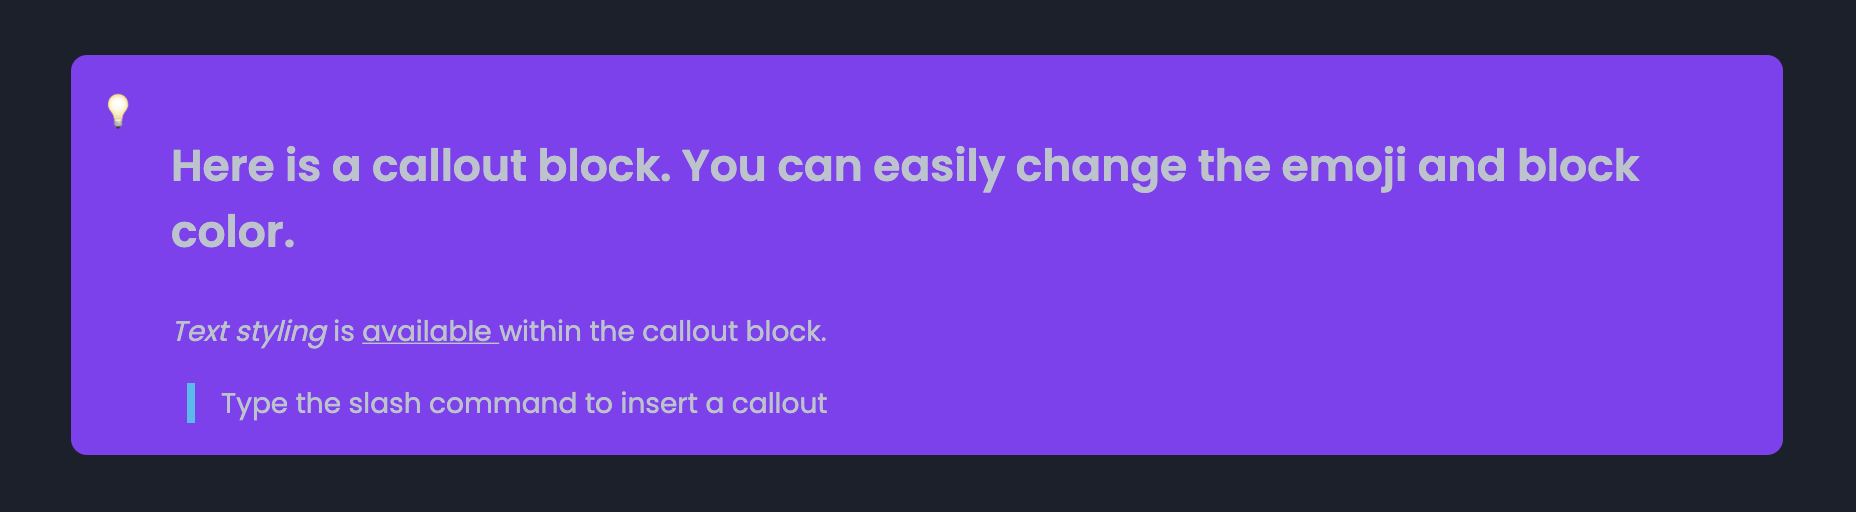 Here is a callout block. You can easily change the emoji and block
color.
Text styling is available within the callout block.
Type the slash command to insert a callout